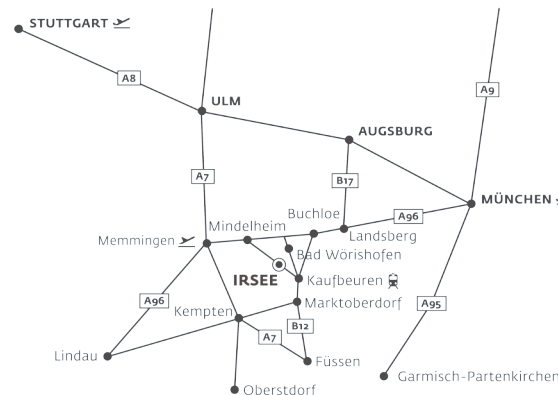 STUTTGART
A8
ULM
A9
AUGSBURG
A7
B17
MÜNCHEN
Buchloe
A96
Mindelheim
Landsberg
Memmingen
Bad Wörishofen
IRSEE
Kaufbeuren
A96
Marktoberdorf
A95
Kempten
B12
A7
Lindau
Füssen
Garmisch-Partenkirchen
Oberstdorf